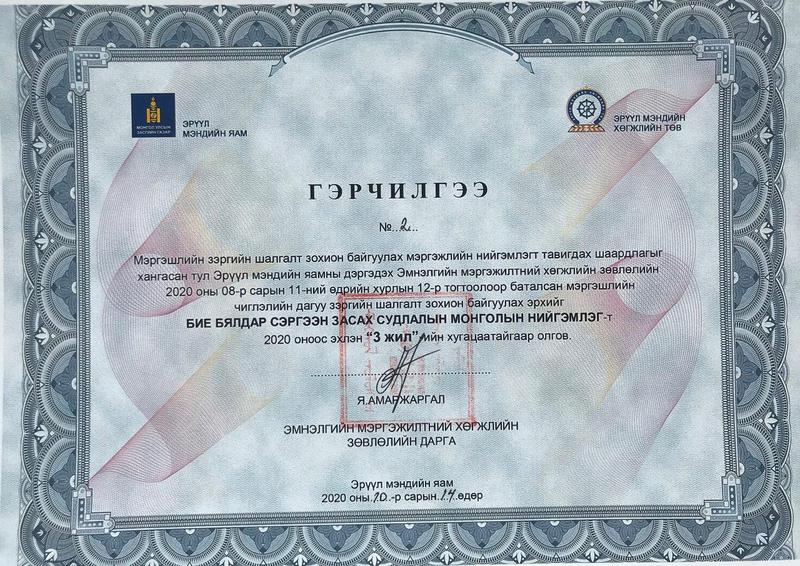 МОНГОЛ УЛСЫН
ЗАСГИЙН ГАЗАР
ЭРҮҮЛ
МЭНДИЙН ЯАМ
ЭРҮҮЛ МЭНДИЙН
ХӨГЖЛИЙН ТӨВ
ГЭРЧИЛГЭЭ
№..2..
Мэргэшлийн зэргийн шалгалт зохион байгуулах мэргэжлийн нийгэмлэгт тавигдах шаардлагыг
хангасан тул Эрүүл мэндийн яамны дэргэдэх Эмнэлгийн мэргэжилтний хөгжлийн зөвлөлийн
2020 оны 08-р сарын 11-ний өдрийн хурлын 12-р тогтоолоор баталсан мэргэшлийн
чиглэлийн дагуу зэргийн шалгалт зохион байгуулах эрхийг
БИЕ БЯЛДАР СЭРГЭЭН ЗАСАХ СУДЛАЛЫН МОНГОЛЫН НИЙГЭМЛЭГ-т
2020 оноос эхлэн “3 жил”-ийн хугацаатайгаар олгов.
Я.АМАРЖАРГАЛ
ЭМНЭЛГИЙН МЭРГЭЖИЛТНИЙ ХӨГЖЛИЙН
ЗӨВЛӨЛИЙН ДАРГА
Эрүүл мэндийн яам
2020 оны.10.-р сарын.14.өдөр